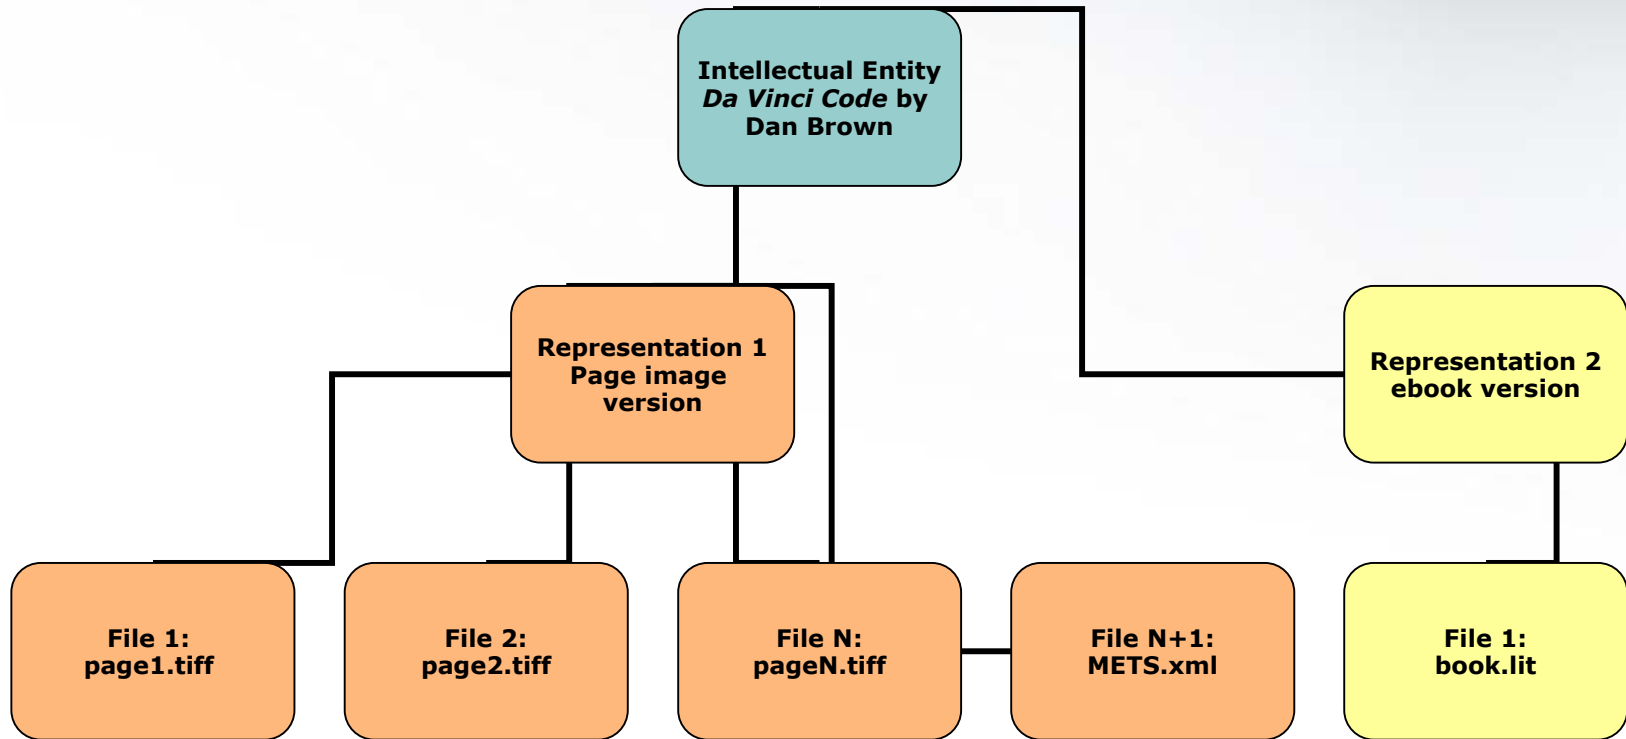 Intellectual Entity
Da Vinci Code by
Dan Brown
Representation 1
Page image
version
Representation 2
ebook version
File 1:
page1.tiff
File 2:
page2.tiff
File N:
pageN.tiff
File N+1:
METS.xml
File 1:
book.lit